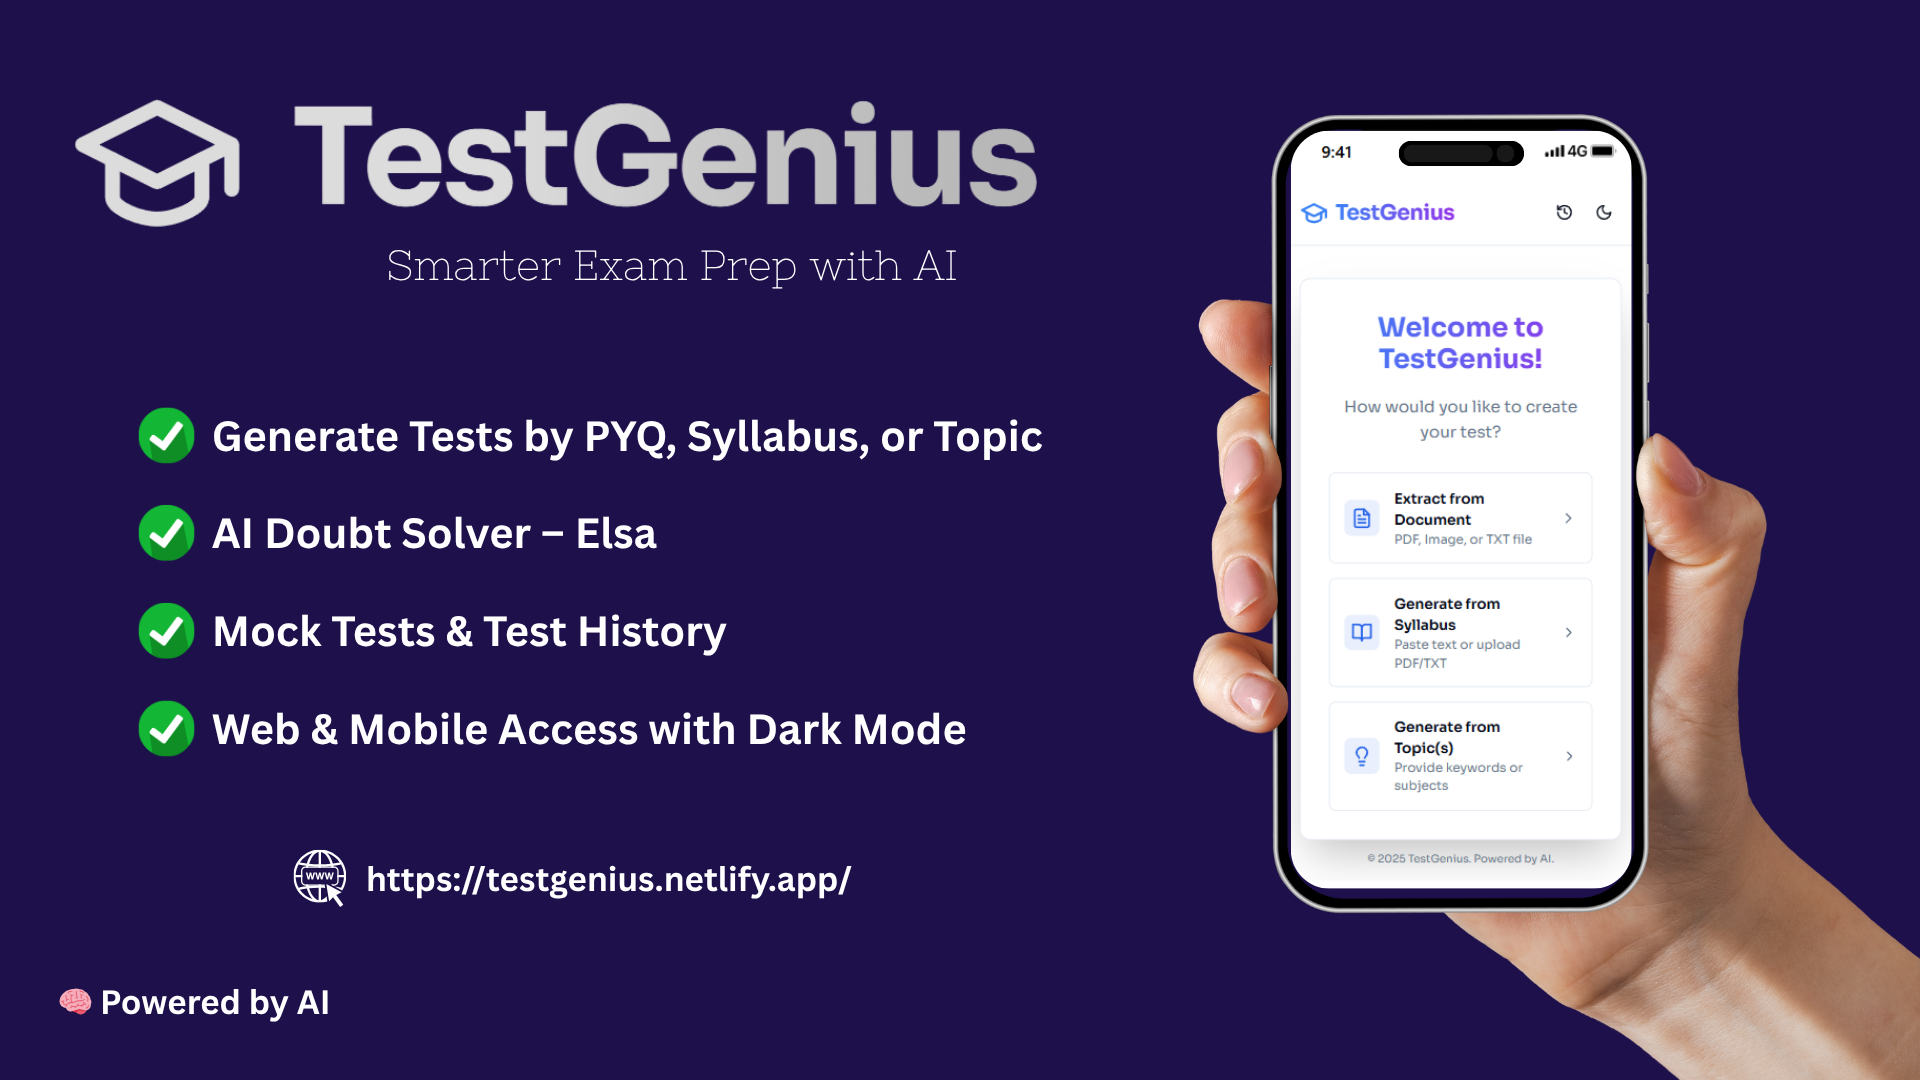 TestGenius
Smarter Exam Prep with AI
Generate Tests by PYQ, Syllabus, or Topic
AI Doubt Solver – Elsa
Mock Tests & Test History
Web & Mobile Access with Dark Mode
www
https://testgenius.netlify.app/
🧠 Powered by AI
9:41
4G
TestGenius
Welcome to
TestGenius!
How would you like to create
your test?
Extract from
Document
PDF, Image, or TXT file
Generate from
Syllabus
Paste text or upload
PDF/TXT
Generate from
Topic(s)
Provide keywords or
subjects
© 2025 TestGenius. Powered by AI.